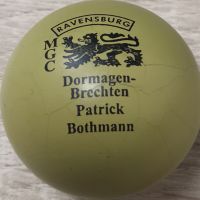 RAVENSBURG
MGC
Dormagen-
Brechten
Patrick
Bothmann